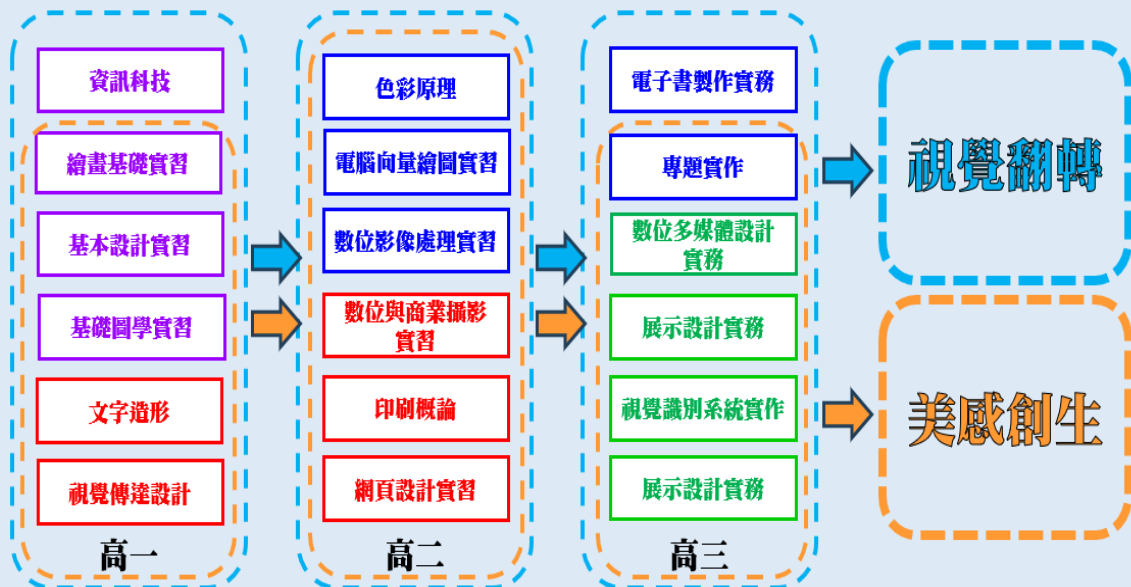 資訊科技
繪畫基礎實習
基本設計實習
基礎圖學實習
文字造形
視覺傳達設計
高一
色彩原理
電腦向量繪圖實習
數位影像處理實習
數位與商業攝影
實習
印刷概論
網頁設計實習
高二
電子書製作實務
專題實作
數位多媒體設計
實務
展示設計實務
視覺識別系統實作
展示設計實務
高三
視覺翻轉
美感創生